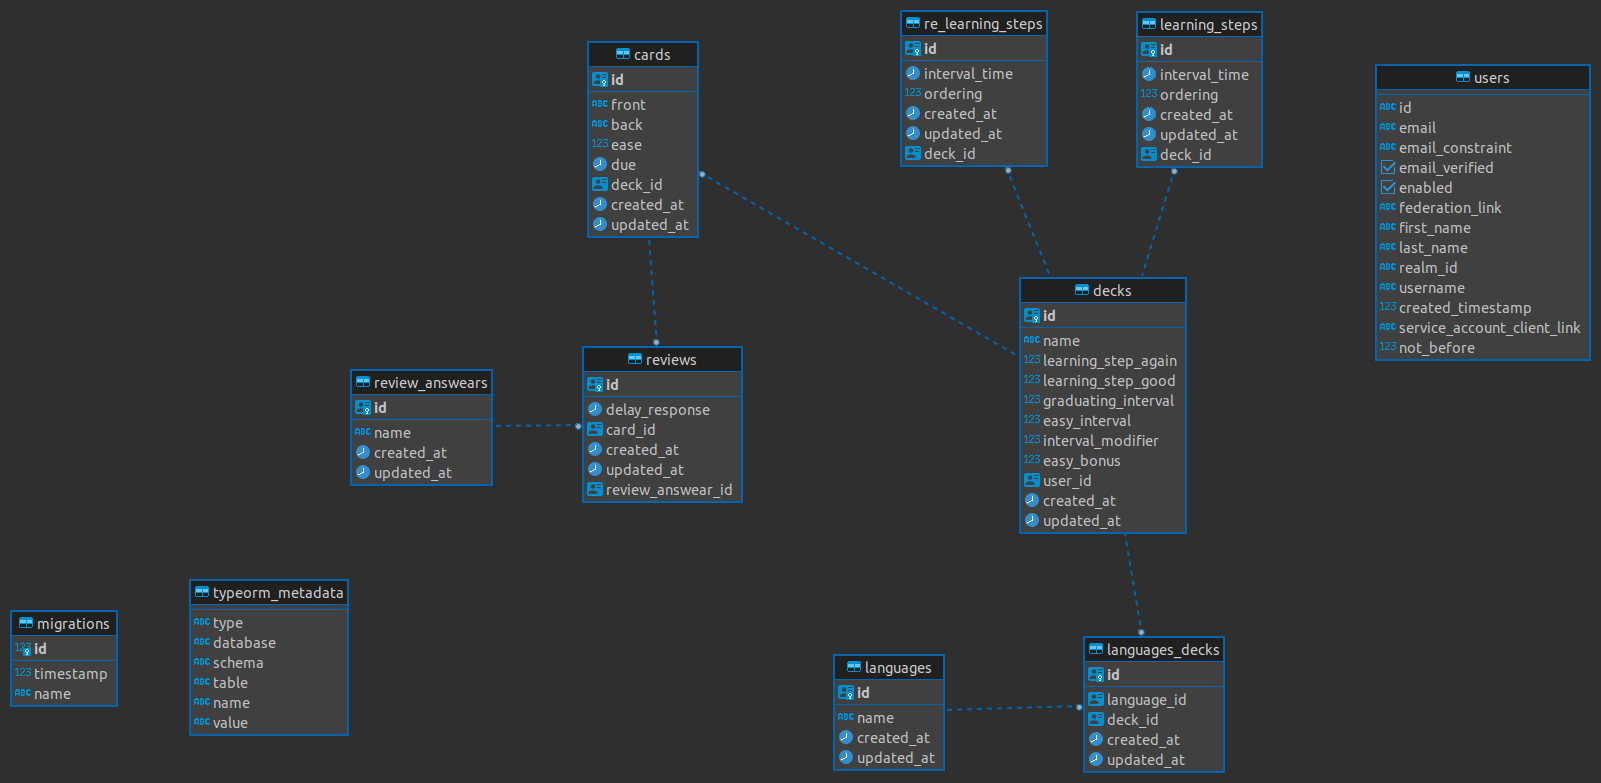 cards
id
ABC front
ABC back
123 ease
due
deck_id
created_at
updated_at
re_learning_steps
id
interval_time
123 ordering
created_at
updated_at
deck_id
learning_steps
id
interval_time
123 ordering
created_at
updated_at
deck_id
users
ABC id
ABC email
ABC email_constraint
email_verified
enabled
ABC federation_link
ABC first_name
ABC last_name
ABC realm_id
ABC username
123 created_timestamp
ABC service_account_client_link
123 not_before
decks
id
ABC name
123 learning_step_again
123 learning_step_good
123 graduating_interval
123 easy_interval
123 interval_modifier
123 easy_bonus
user_id
created_at
updated_at
reviews
id
delay_response
card_id
created_at
updated_at
review_answear_id
review_answears
id
ABC name
created_at
updated_at
typeorm_metadata
ABC type
ABC database
ABC schema
ABC table
ABC name
ABC value
migrations
123 id
123 timestamp
ABC name
languages
id
ABC name
created_at
updated_at
languages_decks
id
language_id
deck_id
created_at
updated_at